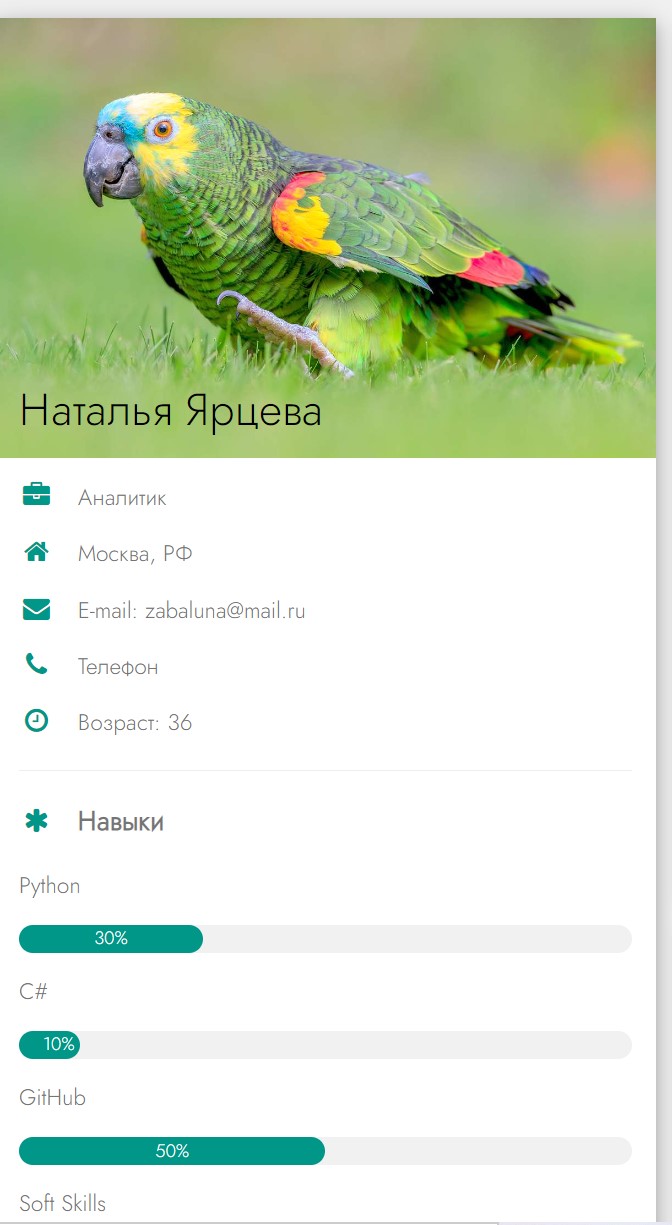 Наталья Ярцева
Аналитик
Москва, РФ
E-mail: zabaluna@mail.ru
Телефон
Возраст: 36
Навыки
Python
30%
C#
10%
GitHub
50%
Soft Skills